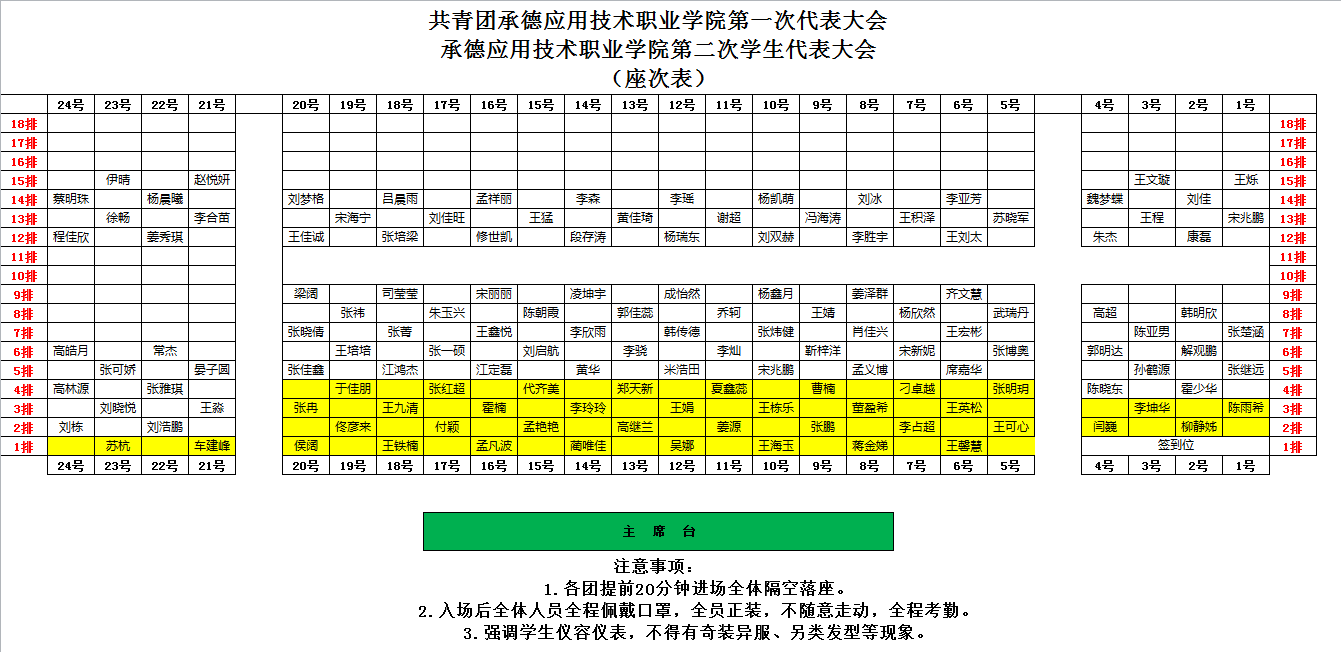 共青团承德应用技术职业学院第一次代表大会
承德应用技术职业学院第二次学生代表大会
（座次表）
24号 23号 22号 21号 20号 19号 18号 17号 16号 15号 14号 13号 12号 11号 10号 9号 8号 7号 6号 5号 4号 3号 2号 1号
18排 18排
17排 17排
16排 16排
15排 伊晴 赵悦妍 王文璇 王烁 15排
14排 蔡明珠 杨晨曦 刘梦格 吕晨雨 孟祥丽 李森 李瑶 杨凯萌 刘冰 李亚芳 魏梦蝶 刘佳 14排
13排 徐畅 李合苗 宋海宁 刘佳旺 王猛 黄佳琦 谢超 冯海涛 王积泽 苏晓军 王程 宋兆鹏 13排
12排 程佳欣 姜秀琪 王佳诚 张培梁 修世凯 段存涛 杨瑞东 刘双赫 李胜宇 王刘太 朱杰 康磊 12排
11排 11排
10排 10排
9排 梁阔 司莹莹 宋丽丽 凌坤宇 成怡然 杨鑫月 姜泽群 齐文慧 9排
8排 张祎 朱玉兴 陈朝霞 郭佳蕊 乔轲 王婧 杨欣然 武瑞丹 高超 韩明欣 8排
7排 张晓倩 张菁 王鑫悦 李欣雨 韩传德 张炜健 肖佳兴 王宏彬 陈亚男 张楚涵 7排
6排 高皓月 常杰 王培培 张一硕 刘启航 李骁 李灿 靳梓洋 宋新妮 张博奥 郭明达 解观鹏 6排
5排 张可娇 晏子圆 张佳鑫 江鸿杰 江定磊 黄华 米浩田 宋兆鹏 孟义博 席嘉华 孙鹤源 张继远 5排
4排 高林源 张雅琪 于佳朋 张红超 代齐美 郑天新 夏鑫蕊 曹楠 刁卓越 张明玥 陈晓东 霍少华 4排
3排 刘晓悦 王淼 张冉 王九清 霍楠 李玲玲 王娟 王栋乐 董盈希 王英松 李坤华 陈雨希 3排
2排 刘栋 刘浩鹏 佟彦来 付颖 孟艳艳 高继兰 姜源 张鹏 李占超 王可心 闫巍 柳静姊 2排
1排 苏杭 车建峰 侯阔 王铁楠 孟凡波 蔺唯佳 吴娜 王海玉 蒋金娣 王馨慧 签到位 1排
24号 23号 22号 21号 20号 19号 18号 17号 16号 15号 14号 13号 12号 11号 10号 9号 8号 7号 6号 5号 4号 3号 2号 1号
主 席 台
注意事项：
1.各团提前20分钟进场全体隔空落座。
2.入场后全体人员全程佩戴口罩，全员正装，不随意走动，全程考勤。
3.强调学生仪容仪表，不得有奇装异服、另类发型等现象。